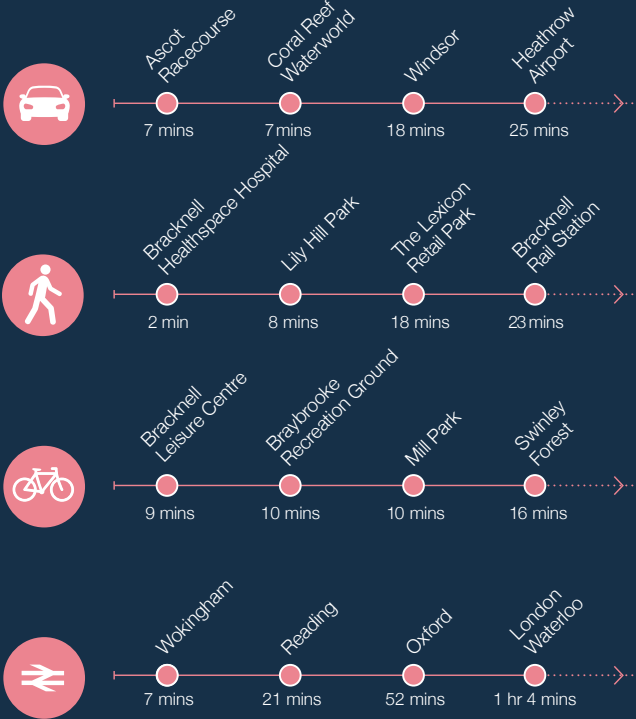 Ascot
Racecourse
Coral Reef
Waterworld
Windsor
Heathrow
Airport
7 mins
7 mins
18 mins
25 mins
Bracknell
Healthspace Hospital
Lily Hill Park
The Lexicon
Retail Park
Bracknell
Rail Station
2 min
8 mins
18 mins
23 mins
Bracknell
Leisure Centre
Braybrooke
Recreation Ground
Mill Park
Swinley
Forest
9 mins
10 mins
10 mins
16 mins
Wokingham
Reading
Oxford
London
Waterloo
7 mins
21 mins
52 mins
1 hr 4 mins